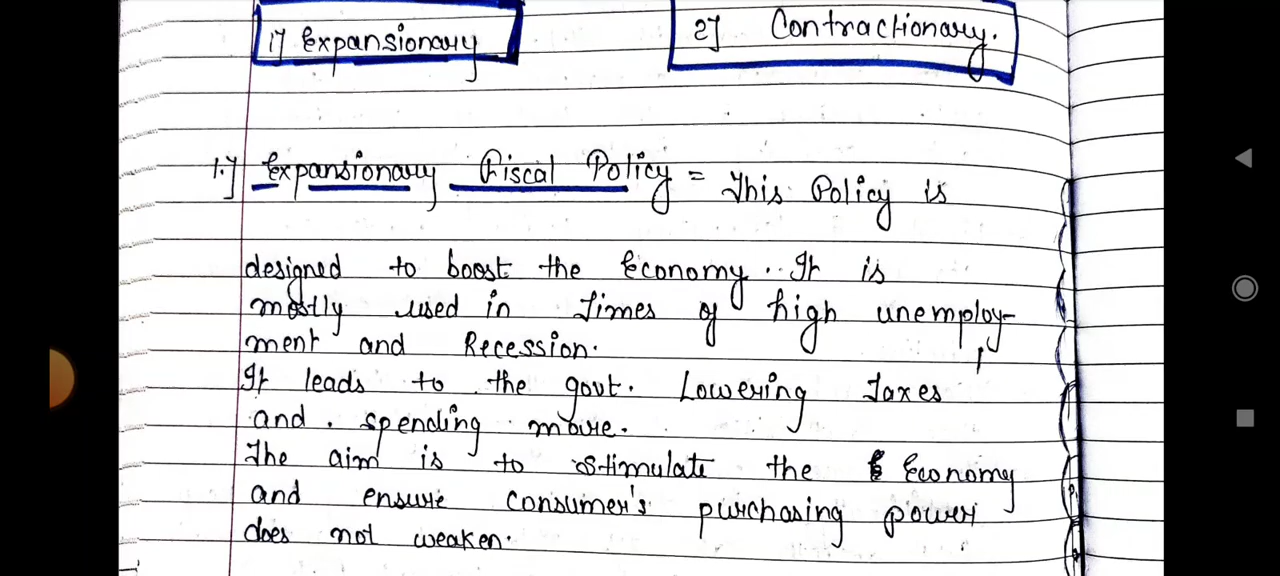 1) Expansionary 2) Contractionary.
1.) Expansionary Fiscal Policy = This Policy is
designed to boost the Economy. It is
mostly used in Times of high unemploy-
ment and Recession.
It leads to the govt. Lowering Taxes
and spending more.
The aim is to stimulate the Economy
and ensure consumer's purchasing power
does not weaken.